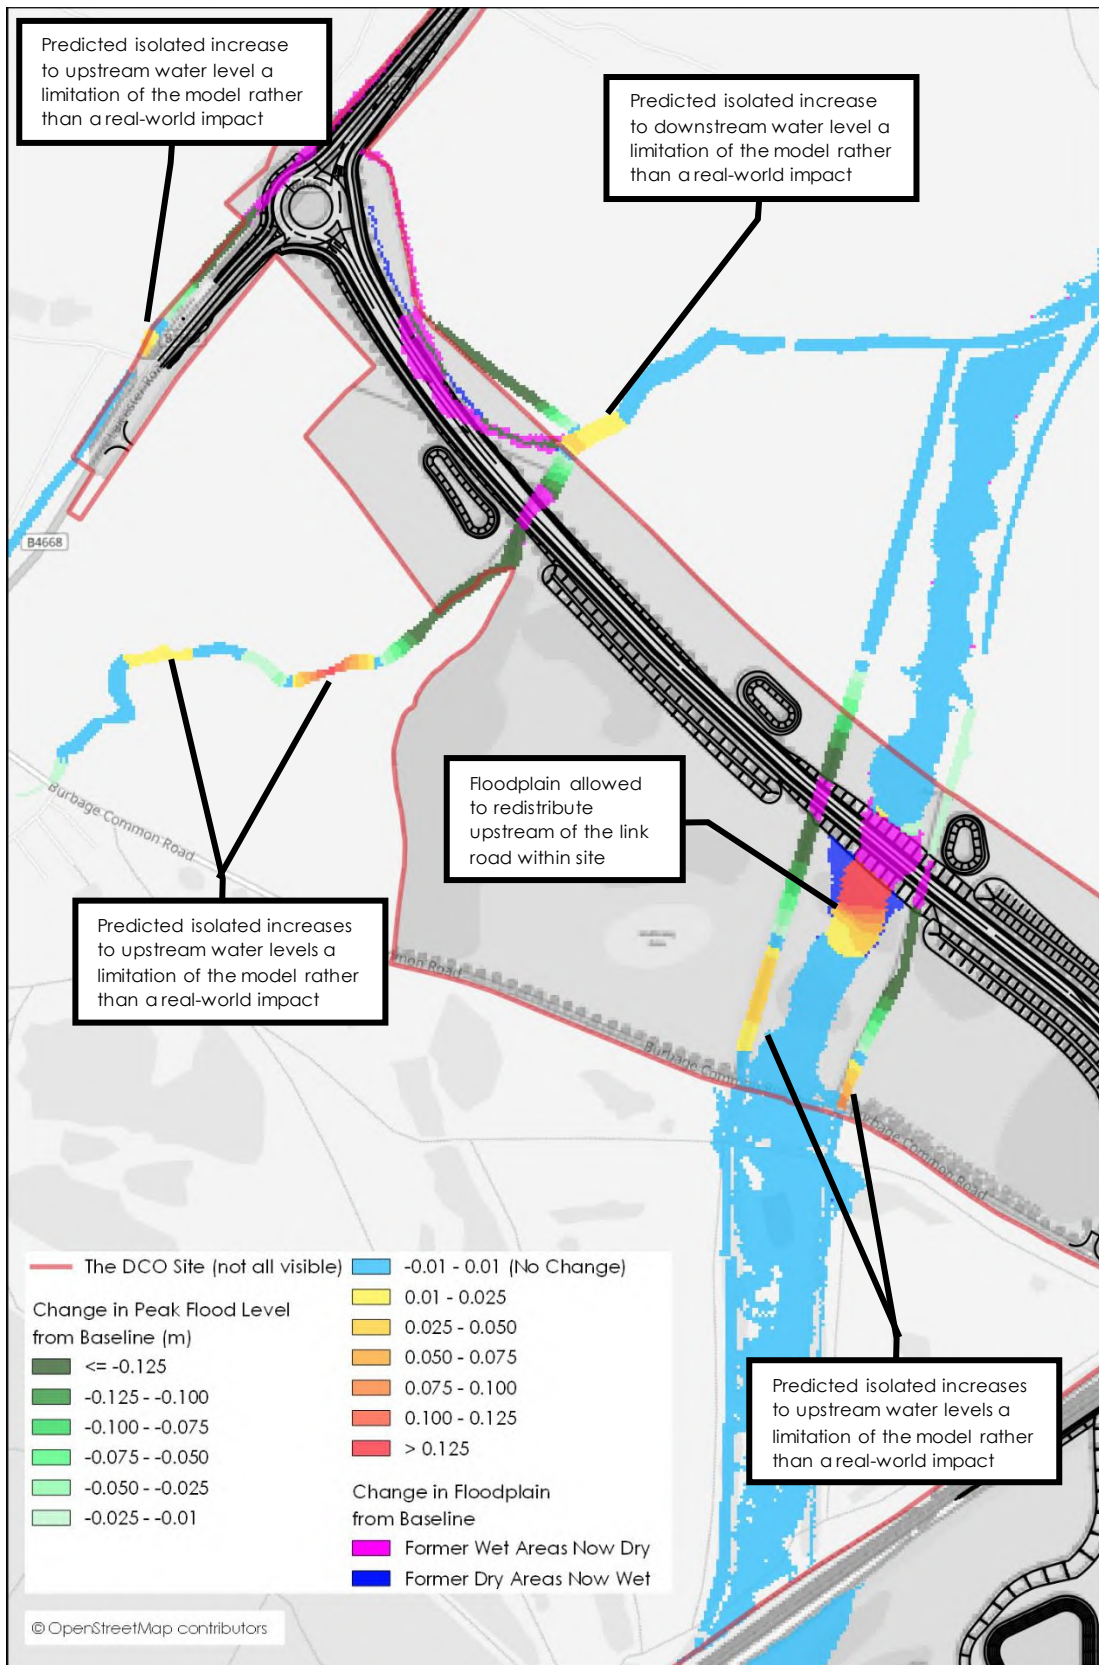 Predicted isolated increase
to upstream water level a
limitation of the model rather
than a real-world impact
Predicted isolated increase
to downstream water level a
limitation of the model rather
than a real-world impact
B4668
Burbage Common Road
Floodplain allowed
to redistribute
upstream of the link
road within site
Predicted isolated increases
to upstream water levels a
limitation of the model rather
than a real-world impact
mon Road
Burbage Common
Burbage Common Road
Predicted isolated increases
to upstream water levels a
limitation of the model rather
than a real-world impact
The DCO Site (not all visible)
Change in Peak Flood Level
from Baseline (m)
<= -0.125
-0.125 - -0.100
-0.100 - -0.075
-0.075 - -0.050
-0.050 - -0.025
-0.025 - -0.01
-0.01 - 0.01 (No Change)
0.01 - 0.025
0.025 - 0.050
0.050 - 0.075
0.075 - 0.100
0.100 - 0.125
> 0.125
Change in Floodplain
from Baseline
Former Wet Areas Now Dry
Former Dry Areas Now Wet
© OpenStreetMap contributors